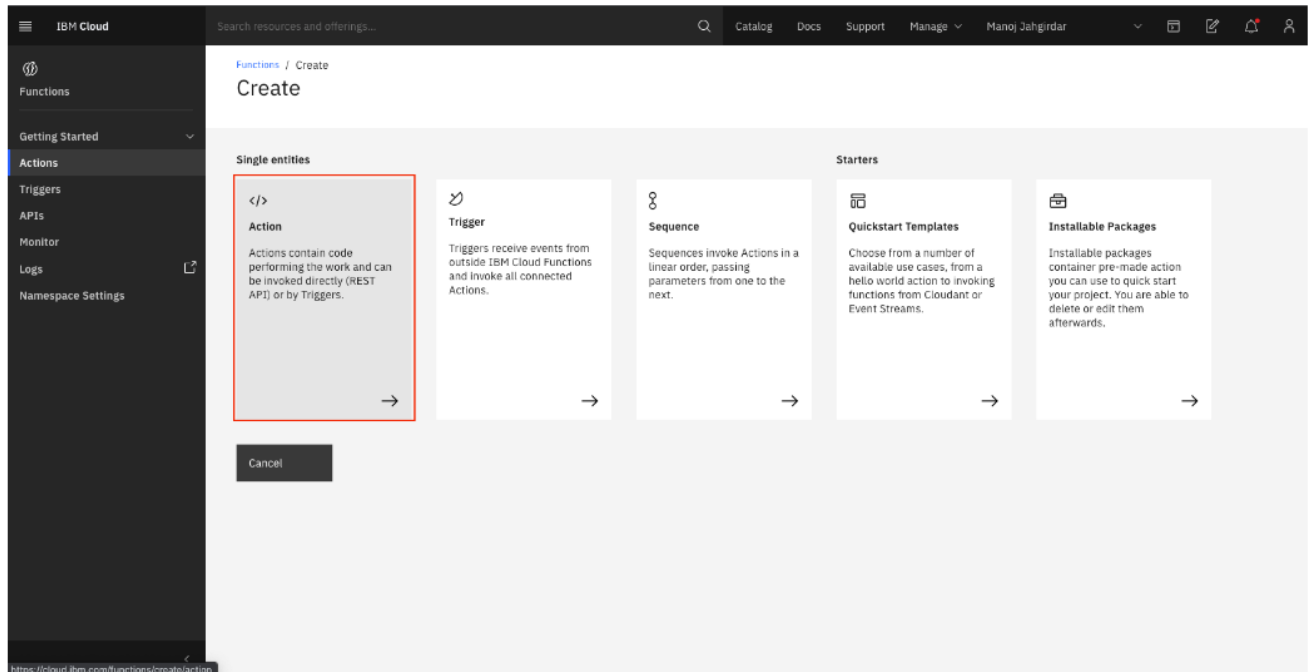 IBM Cloud
Search resources and offerings...
Catalog
Docs
Support
Manage
Manoj Jahgirdar
Functions
Getting Started
Actions
Triggers
APIs
Monitor
Logs
Namespace Settings
Functions / Create
Create
Single entities
</>
Action
Actions contain code
performing the work and can
be invoked directly (REST
API) or by Triggers.
Trigger
Triggers receive events from
outside IBM Cloud Functions
and invoke all connected
Actions.
Sequence
Sequences invoke Actions in a
linear order, passing
parameters from one to the
next.
Starters
Quickstart Templates
Choose from a number of
available use cases, from a
hello world action to invoking
functions from Cloudant or
Event Streams.
Installable Packages
Installable packages
container pre-made action
you can use to quick start
your project. You are able to
delete or edit them
afterwards.
Cancel
https://cloud.ibm.com/functions/create/action